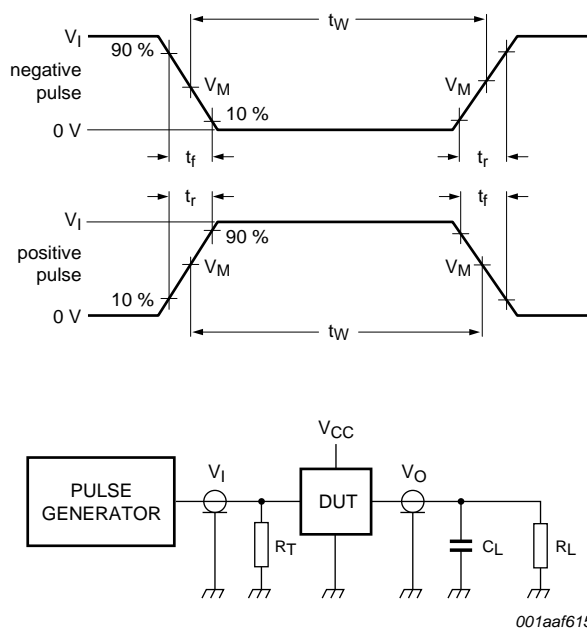 V_I
t_W
90 %
negative
pulse
V_M
V_M
10 %
0 V
t_f
t_r
t_r
t_f
V_I
90 %
positive
pulse
V_M
V_M
10 %
0 V
t_W
V_CC
V_I
V_O
PULSE
GENERATOR
DUT
R_T
C_L
R_L
001aaf615